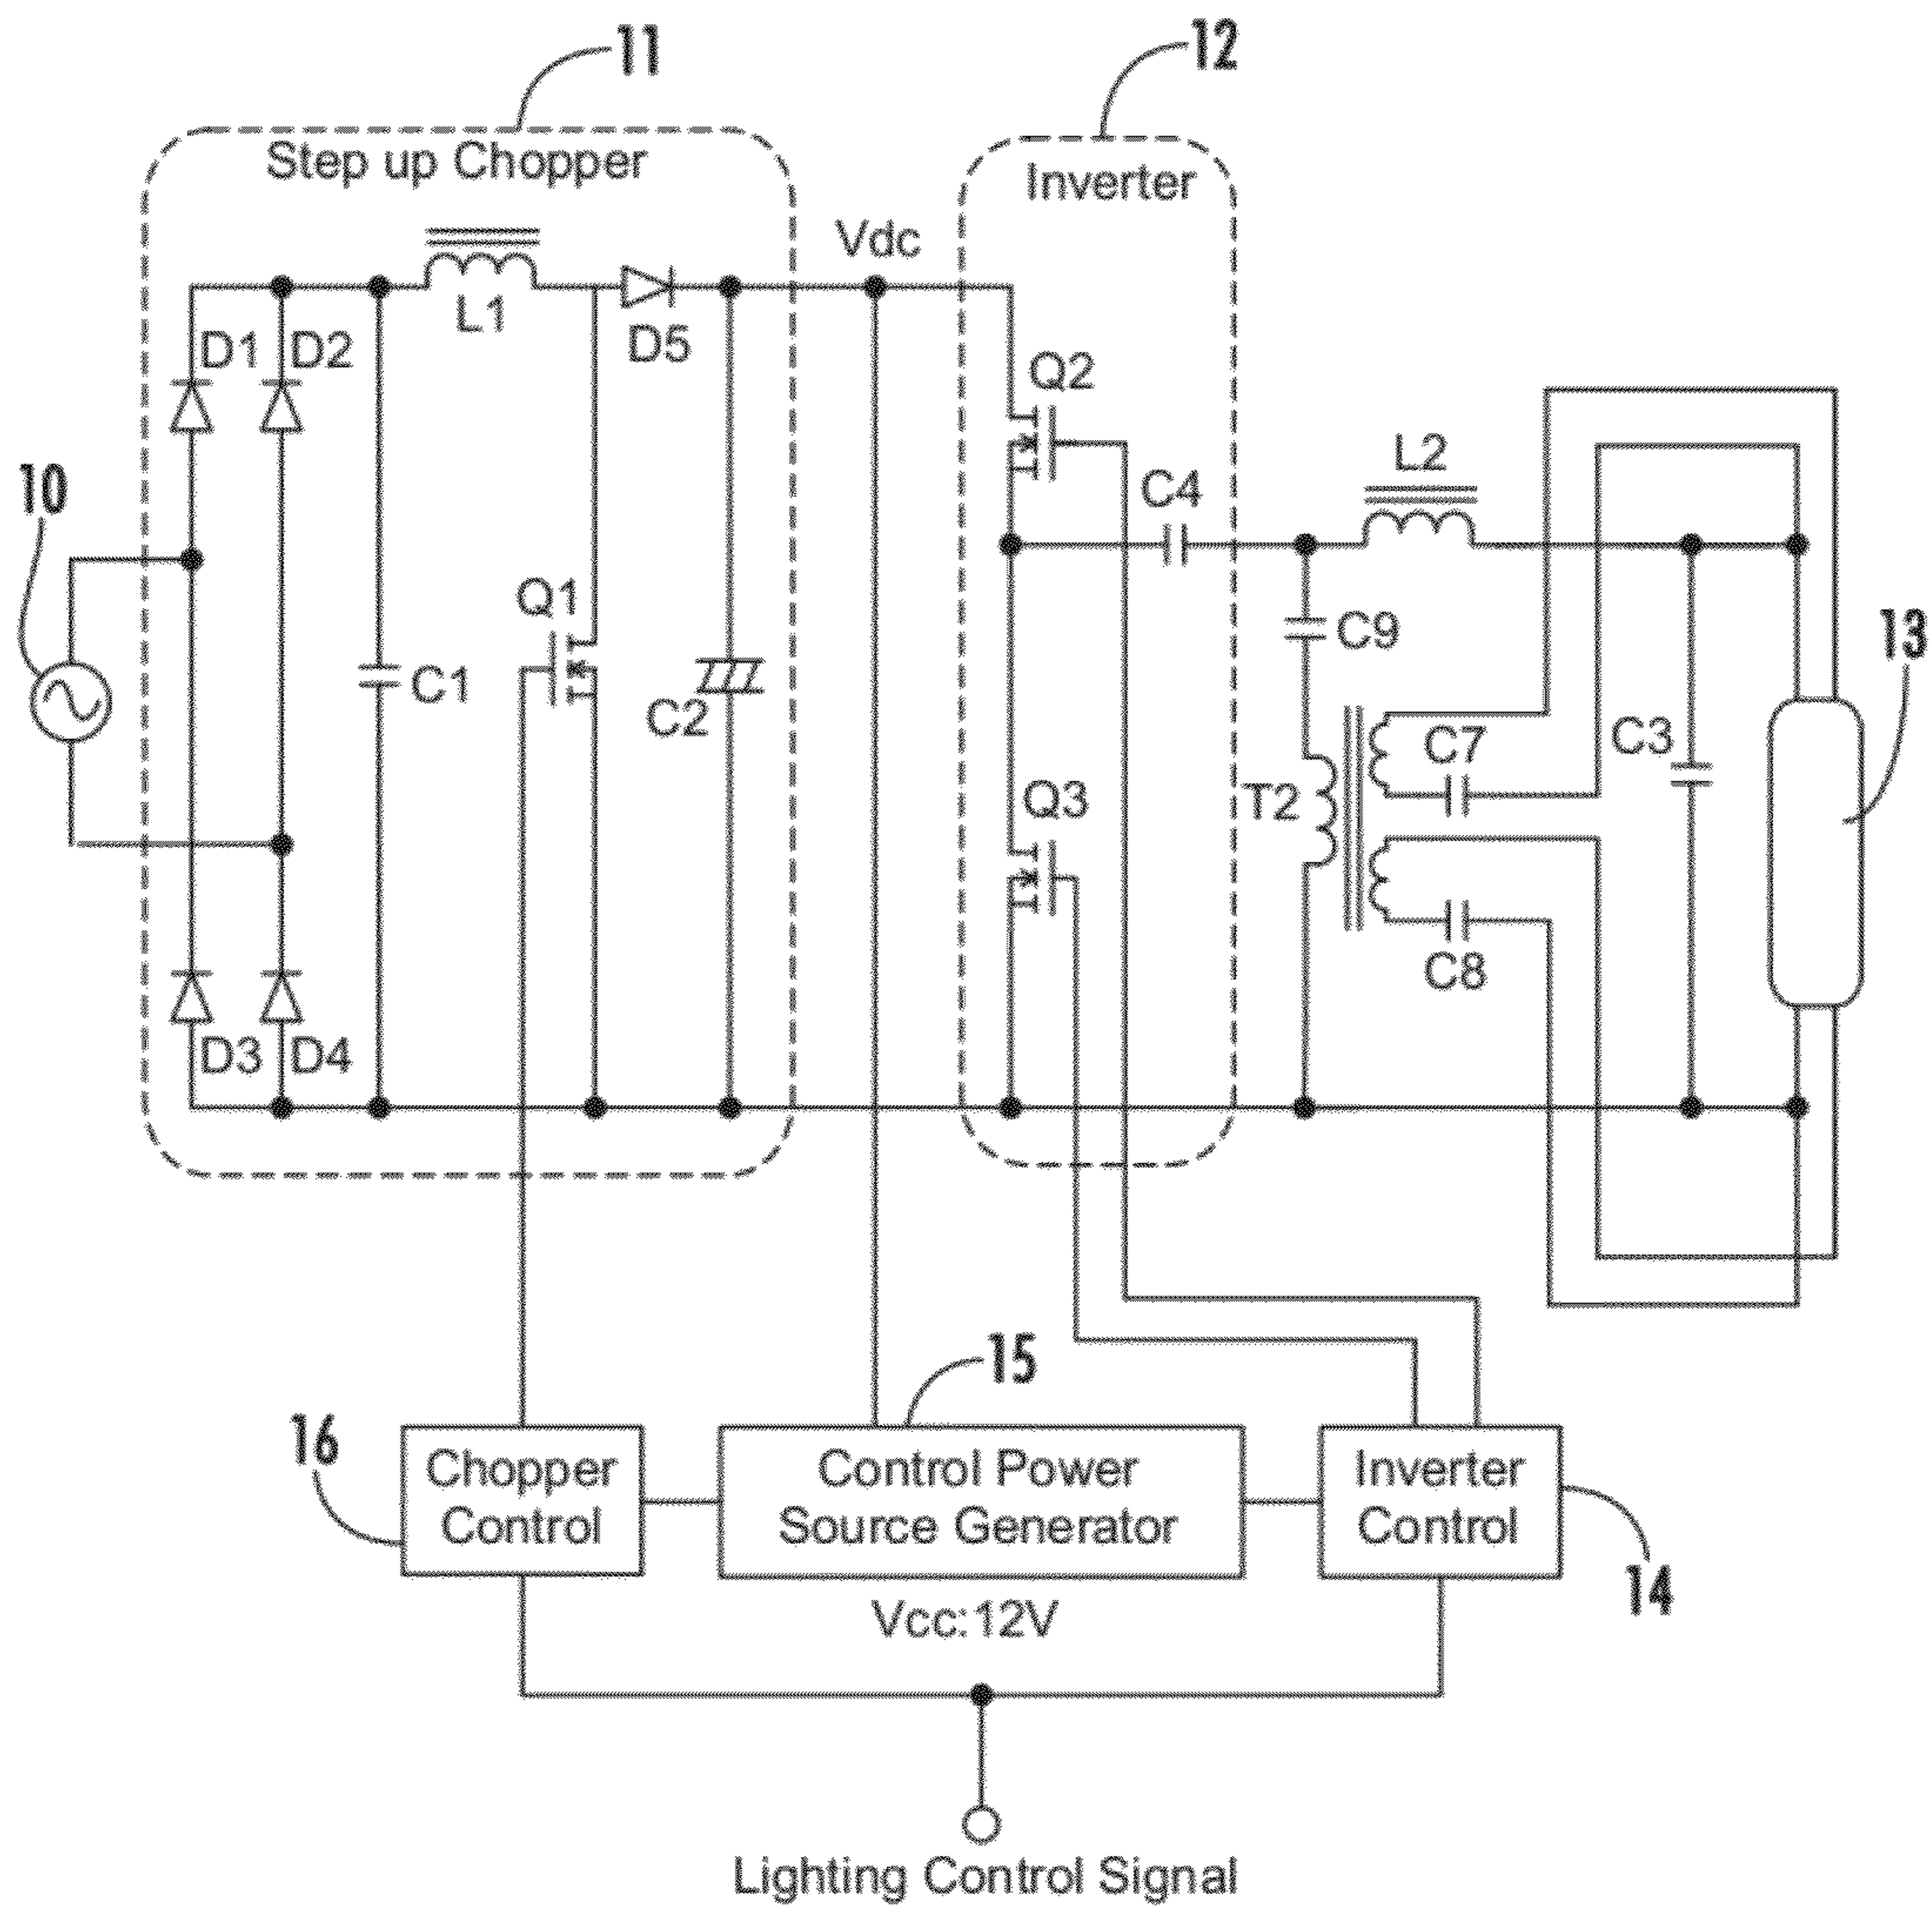 11
12
Step up Chopper
Inverter
Vdc
L1
D1
D2
D5
Q2
10
C4
L2
Q1
C9
13
C1
C2
C7
C3
Q3
T2
C8
D3
D4
15
16
Chopper
Control
Control Power
Source Generator
Inverter
Control
14
Vcc:12V
Lighting Control Signal